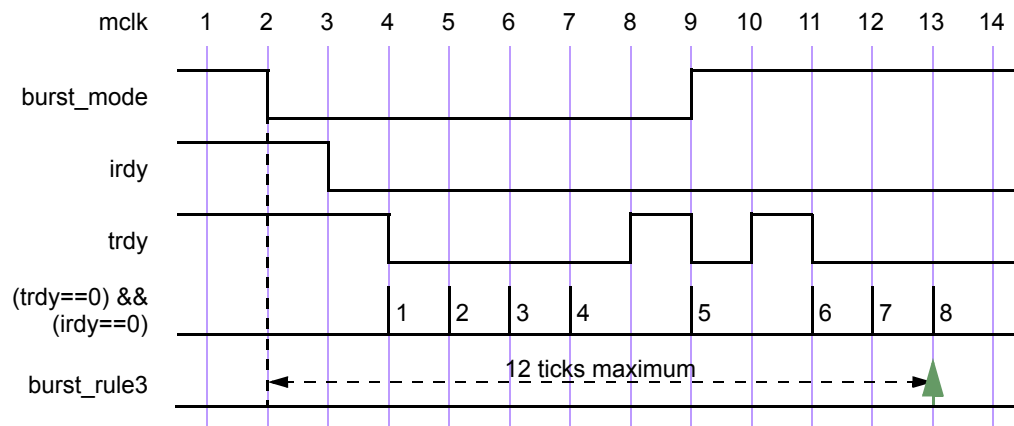 mclk 1 2 3 4 5 6 7 8 9 10 11 12 13 14
burst_mode
irdy
trdy
(trdy==0) &&
(irdy==0) 1 2 3 4 5 6 7 8
12 ticks maximum
burst_rule3